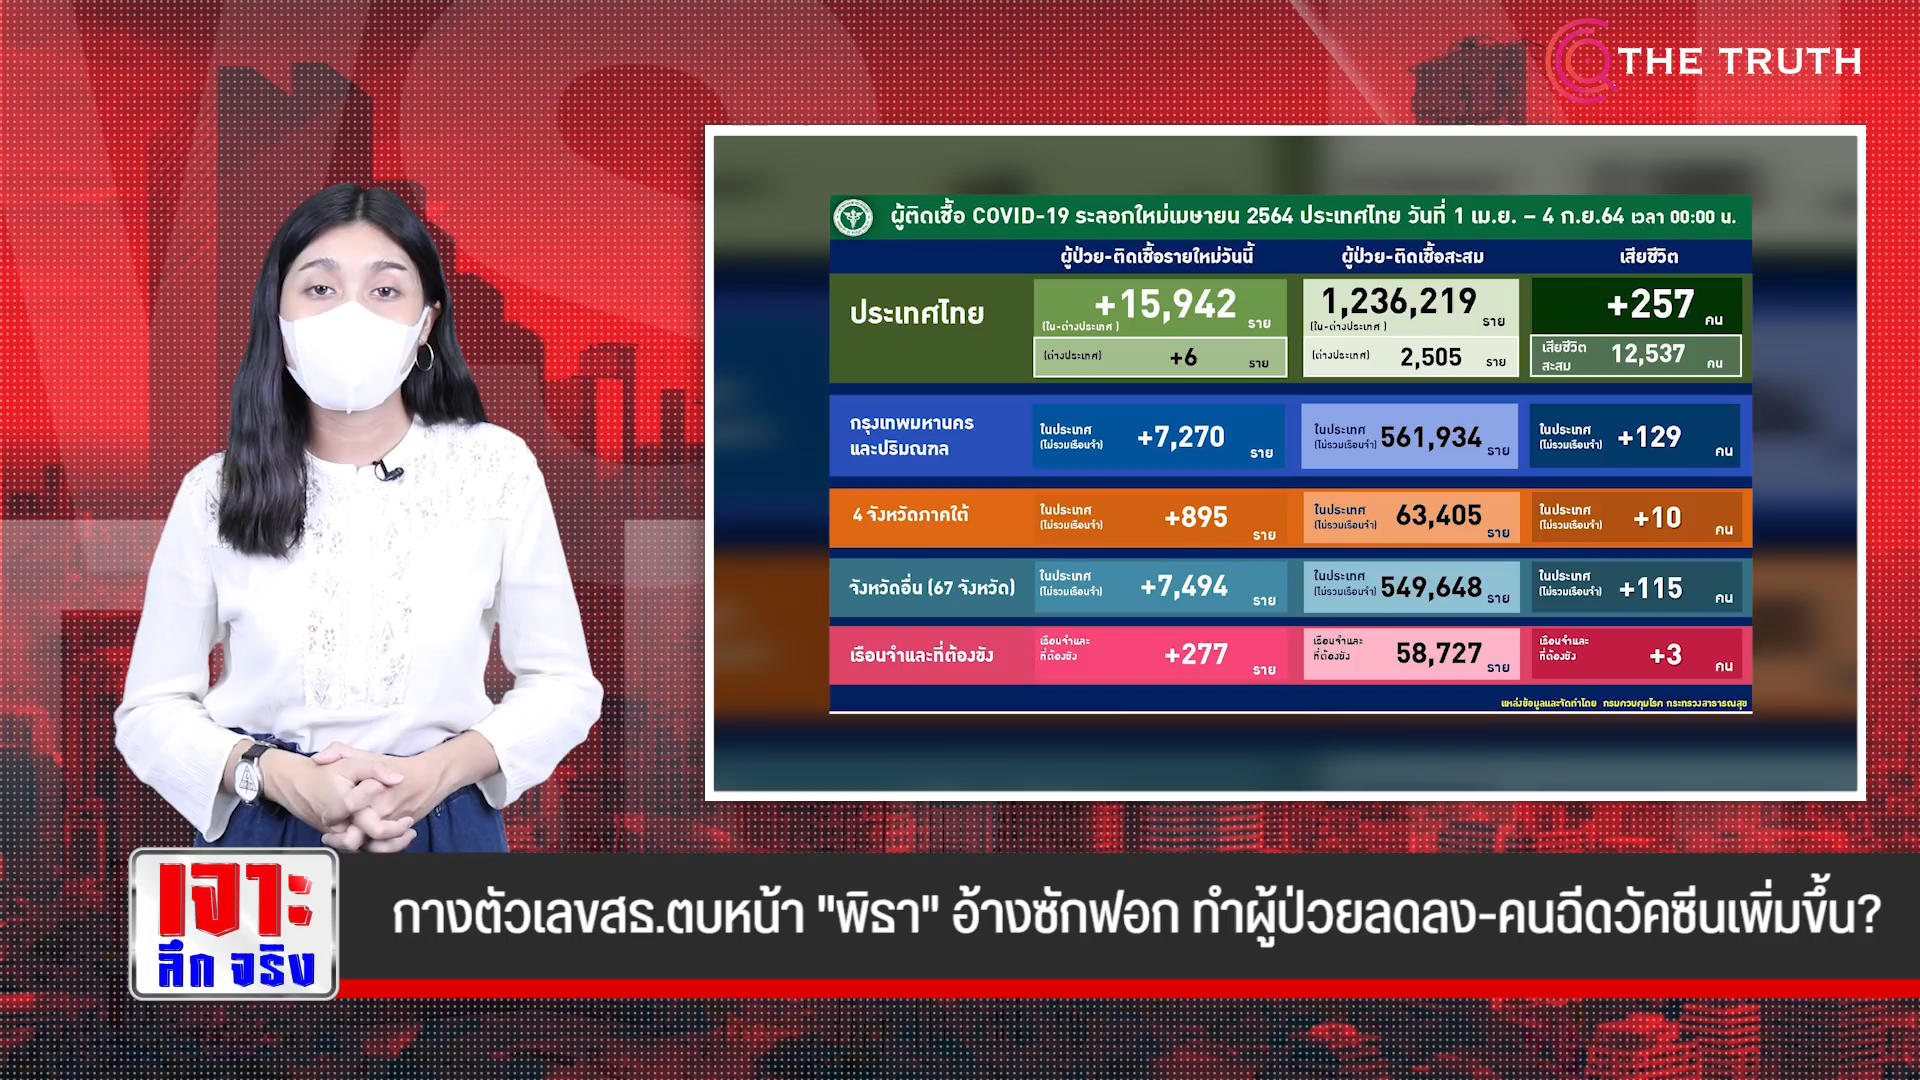 THE TRUTH
ผู้ติดเชื้อ COVID-19 ระลอกใหม่เมษายน 2564 ประเทศไทย วันที่ 1 เม.ย. – 4 ก.ย.64 เวลา 00:00 น.
ผู้ป่วย-ติดเชื้อรายใหม่วันนี้ ผู้ป่วย-ติดเชื้อสะสม เสียชีวิต
ประเทศไทย +15,942 ราย 1,236,219 ราย +257 คน
(ใน-ต่างประเทศ ) (ใน-ต่างประเทศ )
(ต่างประเทศ) +6 ราย (ต่างประเทศ) 2,505 ราย เสียชีวิตสะสม 12,537 คน
กรุงเทพมหานคร
และปริมณฑล
ในประเทศ (ไม่รวมเรือนจำ) +7,270 ราย ในประเทศ (ไม่รวมเรือนจำ) 561,934 ราย ในประเทศ (ไม่รวมเรือนจำ) +129 คน
4 จังหวัดภาคใต้ ในประเทศ (ไม่รวมเรือนจำ) +895 ราย ในประเทศ (ไม่รวมเรือนจำ) 63,405 ราย ในประเทศ (ไม่รวมเรือนจำ) +10 คน
จังหวัดอื่น (67 จังหวัด) ในประเทศ (ไม่รวมเรือนจำ) +7,494 ราย ในประเทศ (ไม่รวมเรือนจำ) 549,648 ราย ในประเทศ (ไม่รวมเรือนจำ) +115 คน
เรือนจำและที่ต้องขัง เรือนจำและที่ต้องขัง +277 ราย เรือนจำและที่ต้องขัง 58,727 ราย เรือนจำและที่ต้องขัง +3 คน
แหล่งข้อมูลและจัดทำโดย กรมควบคุมโรค กระทรวงสาธารณสุข
เจาะ
ลึก จริง
กางตัวเลขสธ.ตบหน้า "พิธา" อ้างซักฟอก ทำผู้ป่วยลดลง-คนฉีดวัคซีนเพิ่มขึ้น?